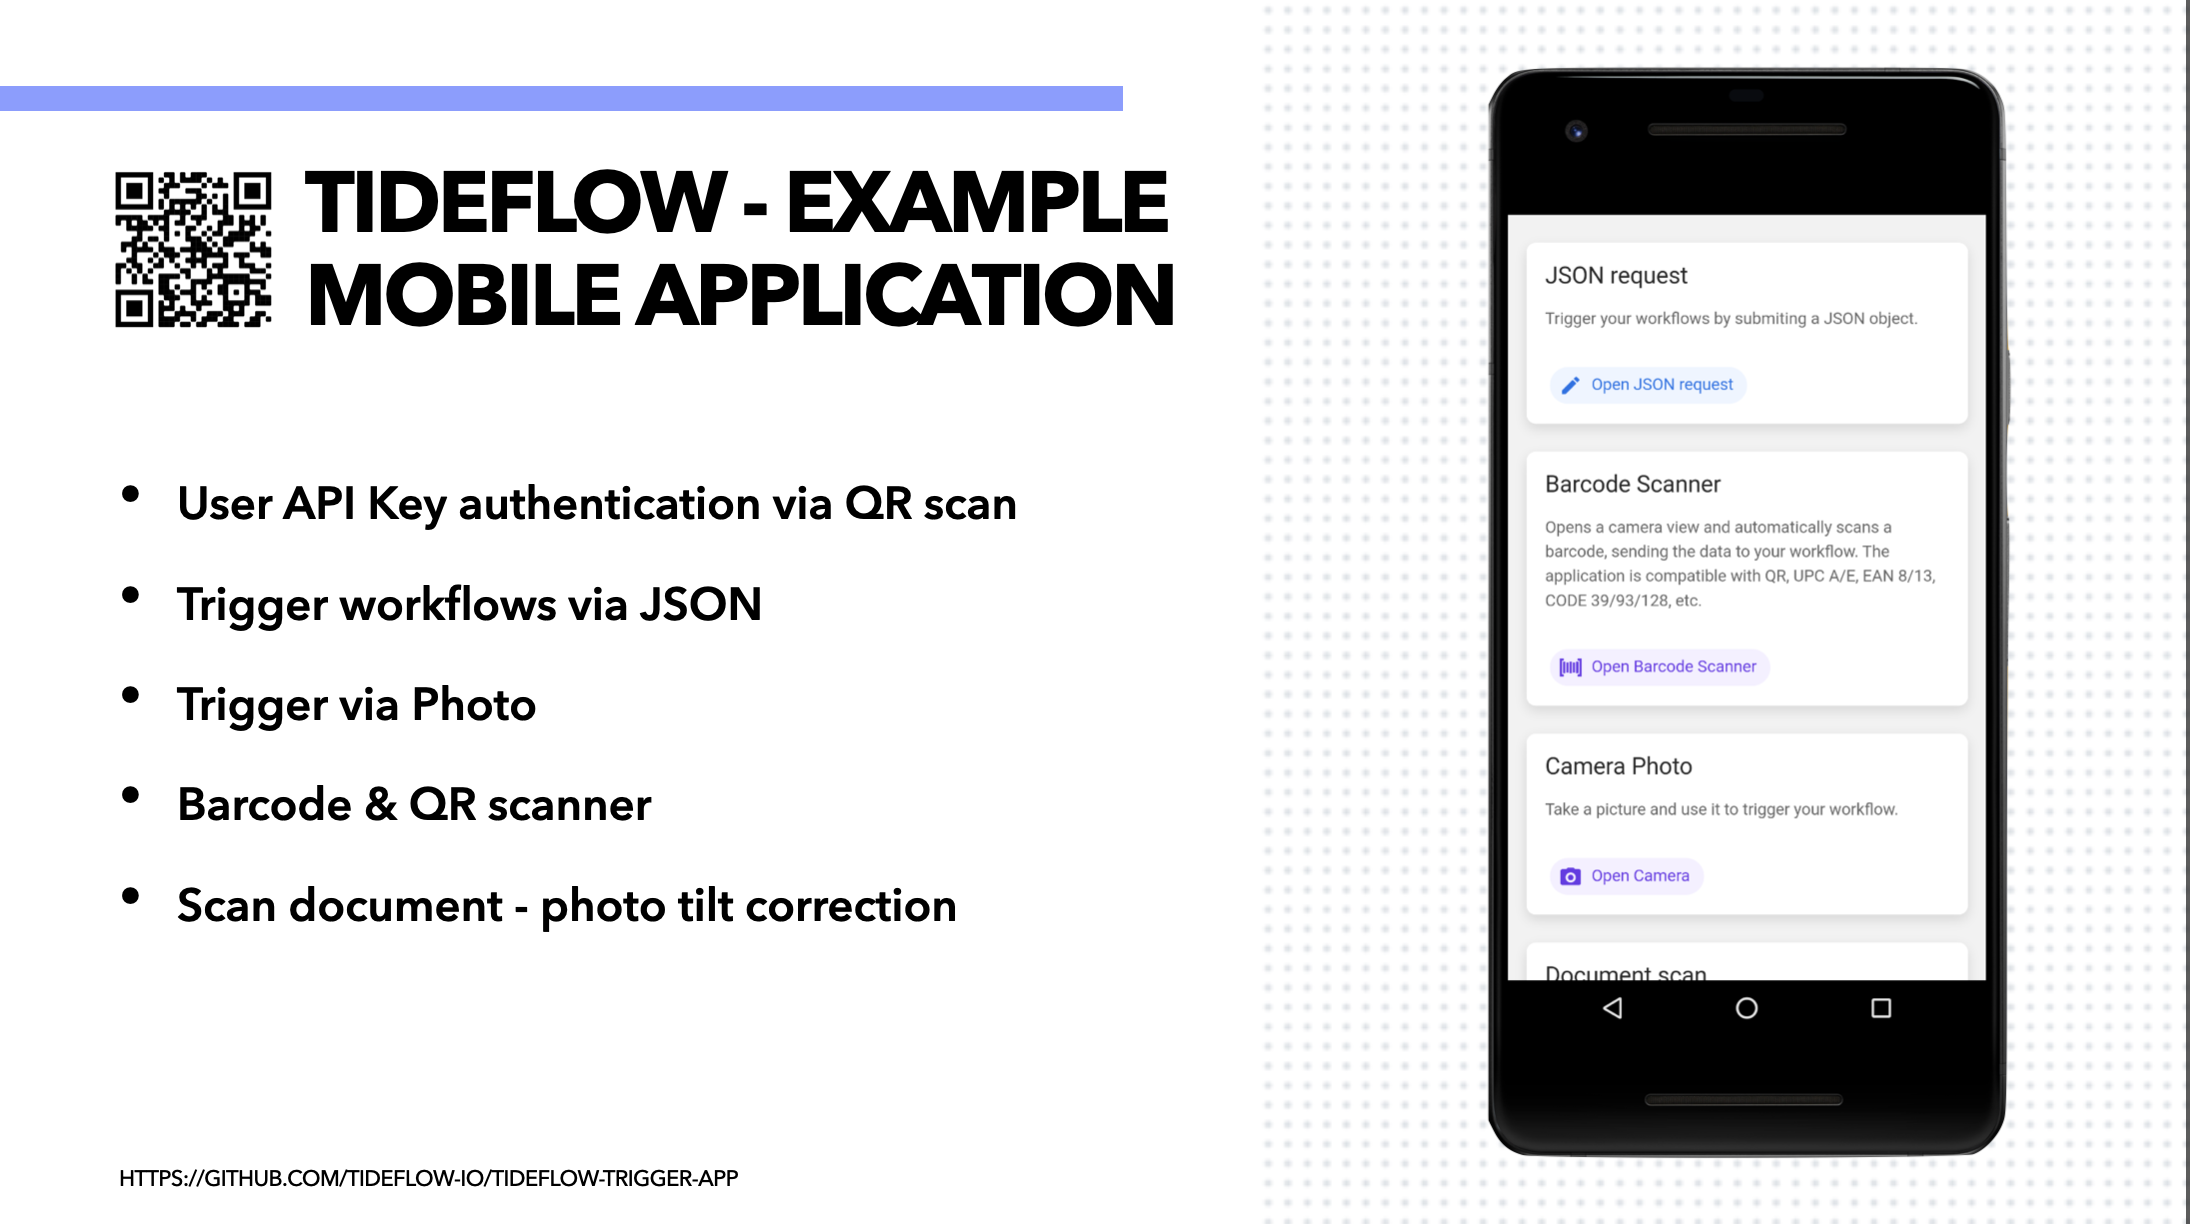 TIDEFLOW - EXAMPLE
MOBILE APPLICATION
• User API Key authentication via QR scan
• Trigger workflows via JSON
• Trigger via Photo
• Barcode & QR scanner
• Scan document - photo tilt correction
HTTPS://GITHUB.COM/TIDEFLOW-IO/TIDEFLOW-TRIGGER-APP
JSON request
Trigger your workflows by submiting a JSON object.
Open JSON request
Barcode Scanner
Opens a camera view and automatically scans a
barcode, sending the data to your workflow. The
application is compatible with QR, UPC A/E, EAN 8/13,
CODE 39/93/128, etc.
Open Barcode Scanner
Camera Photo
Take a picture and use it to trigger your workflow.
Open Camera
Document scan